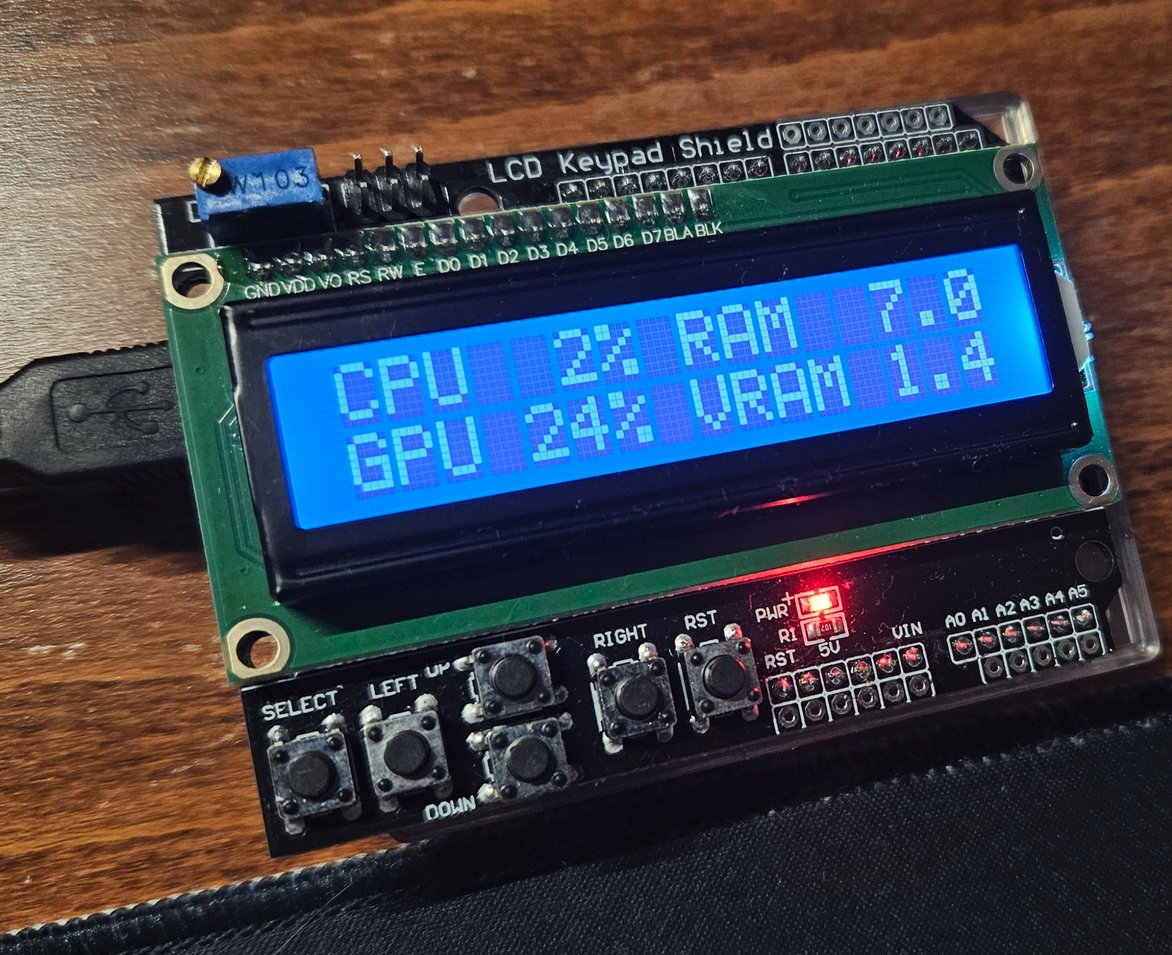 W103
LCD Keypad Shield
GND VDD VO RS RW E D0 D1 D2 D3 D4 D5 D6 D7 BLA BLK
CPU 2% RAM 7.0
GPU 24% VRAM 1.4
PWR +
R1
102
RST 5V VIN
A0 A1 A2 A3 A4 A5
SELECT LEFT UP RIGHT RST
DOWN